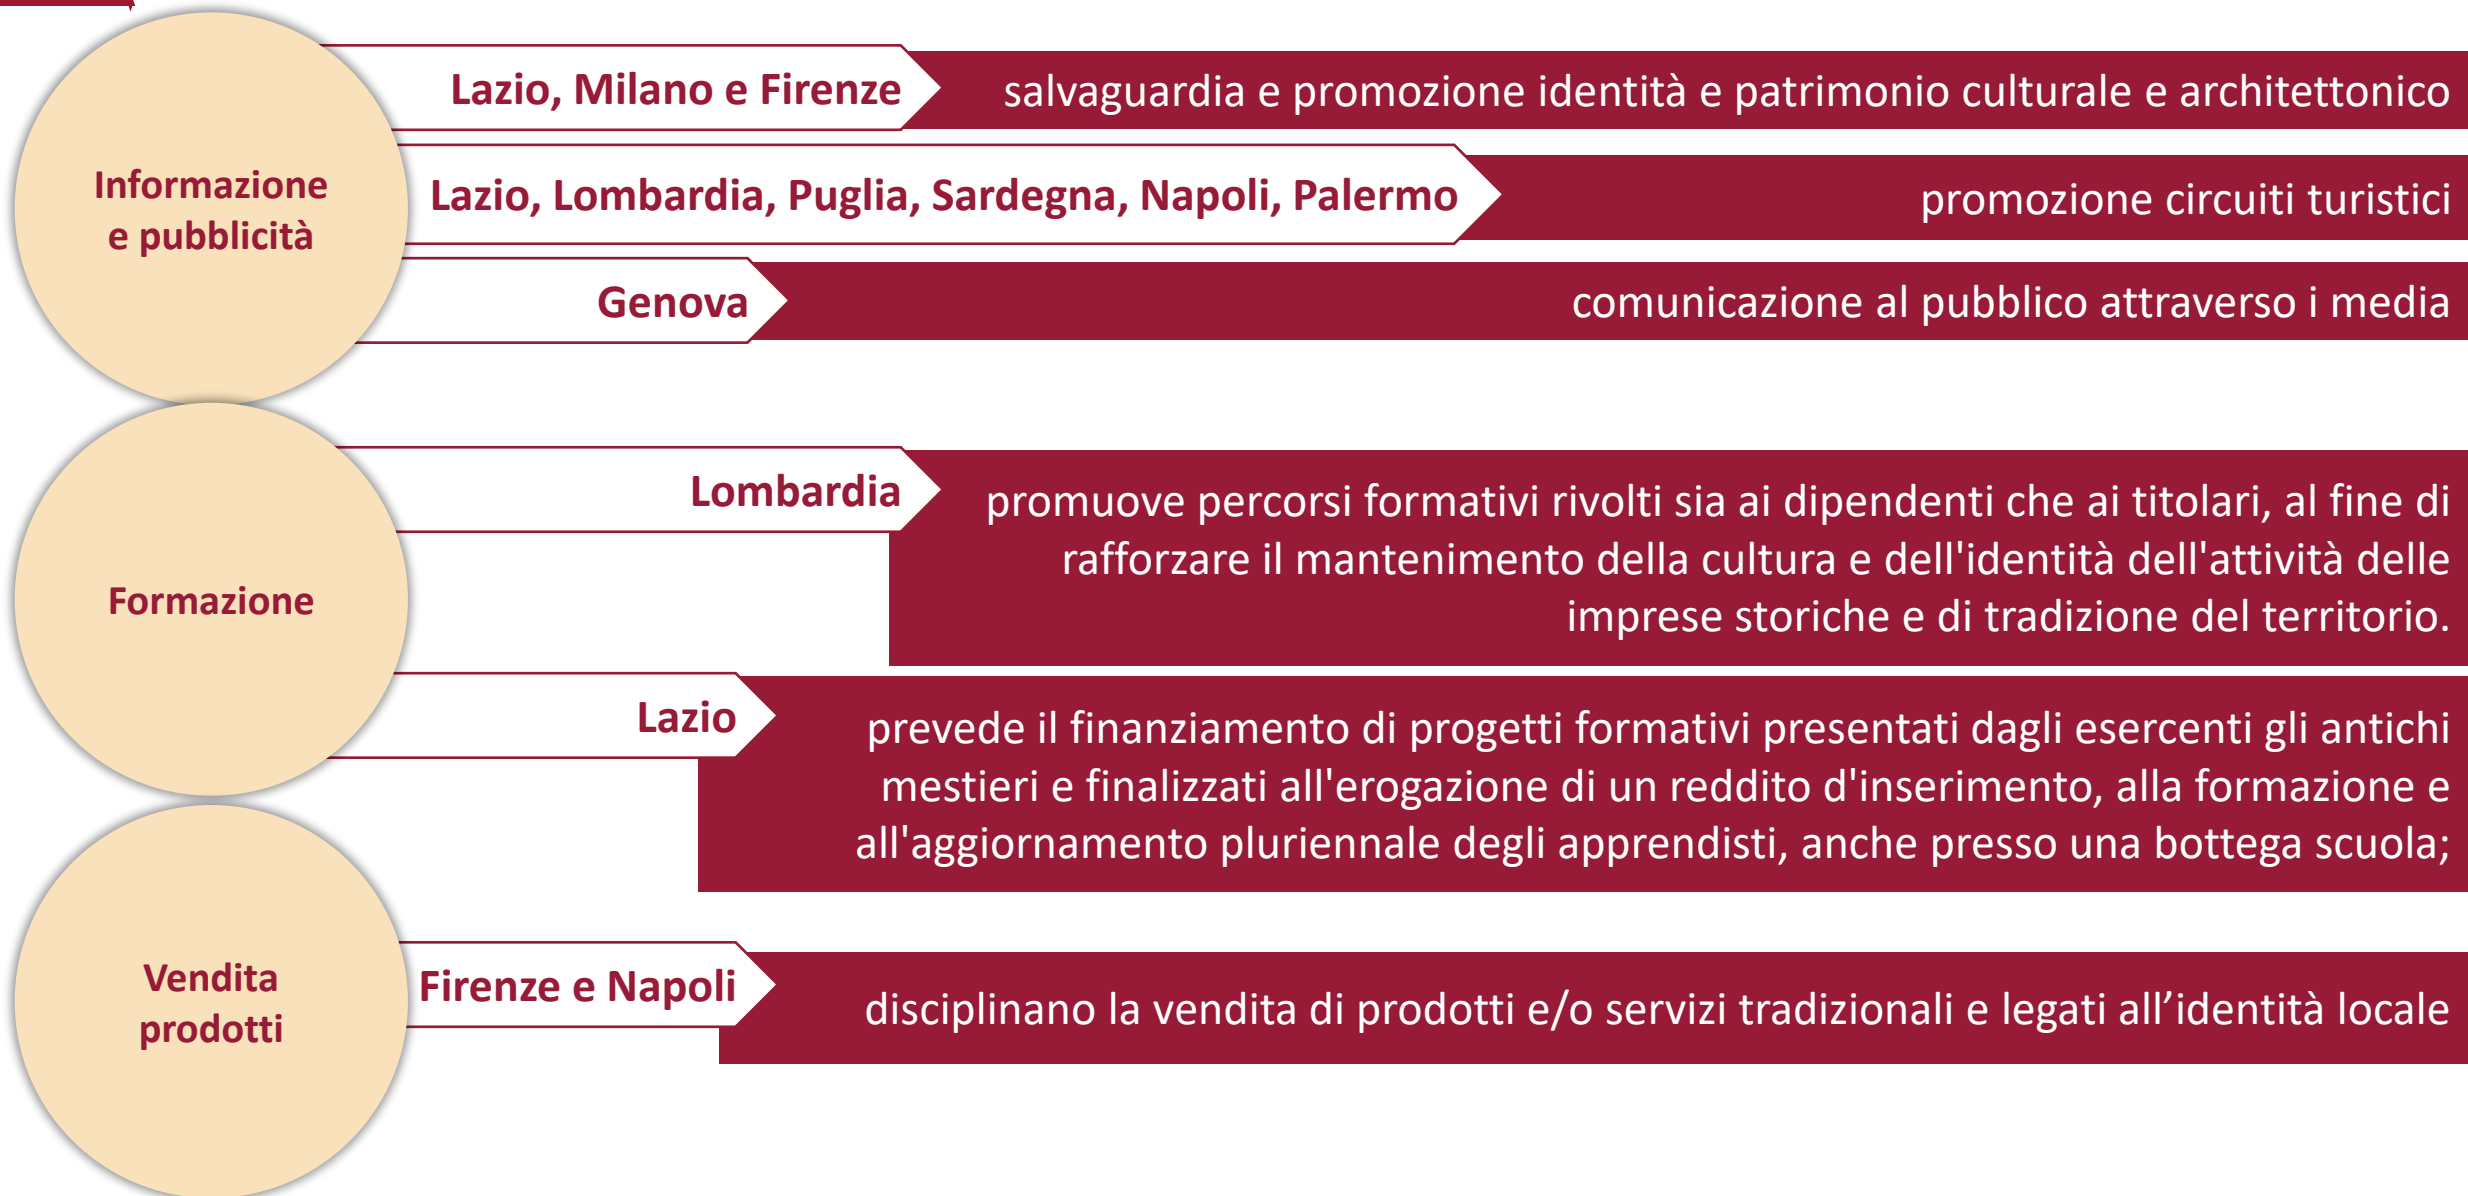 Informazione
e pubblicità
Lazio, Milano e Firenze
salvaguardia e promozione identità e patrimonio culturale e architettonico
Lazio, Lombardia, Puglia, Sardegna, Napoli, Palermo
promozione circuiti turistici
Genova
comunicazione al pubblico attraverso i media
Formazione
Lombardia
promuove percorsi formativi rivolti sia ai dipendenti che ai titolari, al fine di
rafforzare il mantenimento della cultura e dell'identità dell'attività delle
imprese storiche e di tradizione del territorio.
Lazio
prevede il finanziamento di progetti formativi presentati dagli esercenti gli antichi
mestieri e finalizzati all'erogazione di un reddito d'inserimento, alla formazione e
all'aggiornamento pluriennale degli apprendisti, anche presso una bottega scuola;
Vendita
prodotti
Firenze e Napoli
disciplinano la vendita di prodotti e/o servizi tradizionali e legati all’identità locale